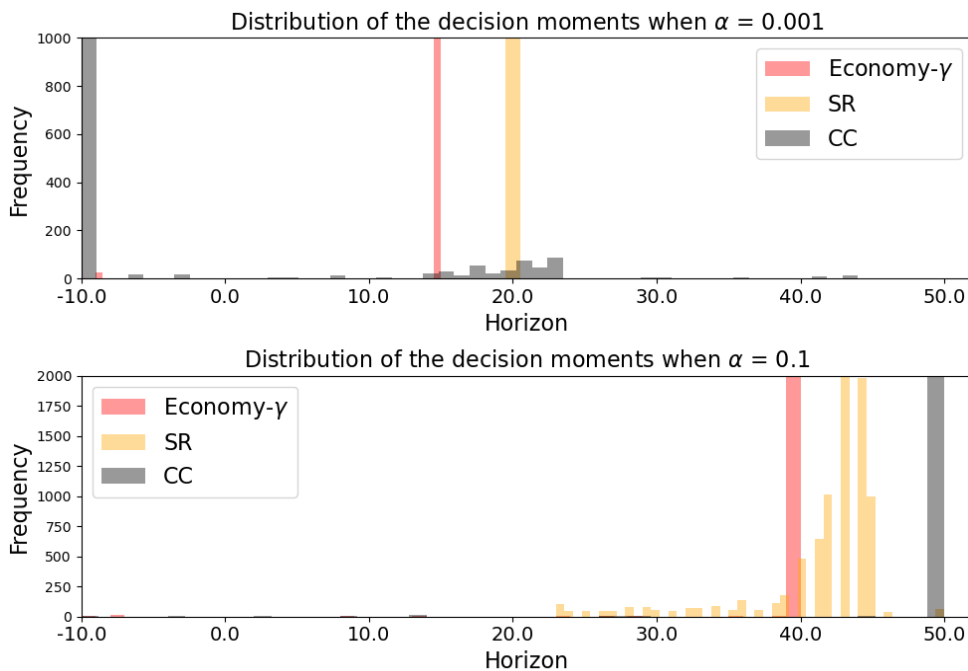 Distribution of the decision moments when α = 0.001
Frequency
1000
800
600
400
200
0
Economy-γ
SR
CC
-10.0 0.0 10.0 20.0 30.0 40.0 50.0
Horizon
Distribution of the decision moments when α = 0.1
Frequency
2000
1750
1500
1250
1000
750
500
250
0
Economy-γ
SR
CC
-10.0 0.0 10.0 20.0 30.0 40.0 50.0
Horizon